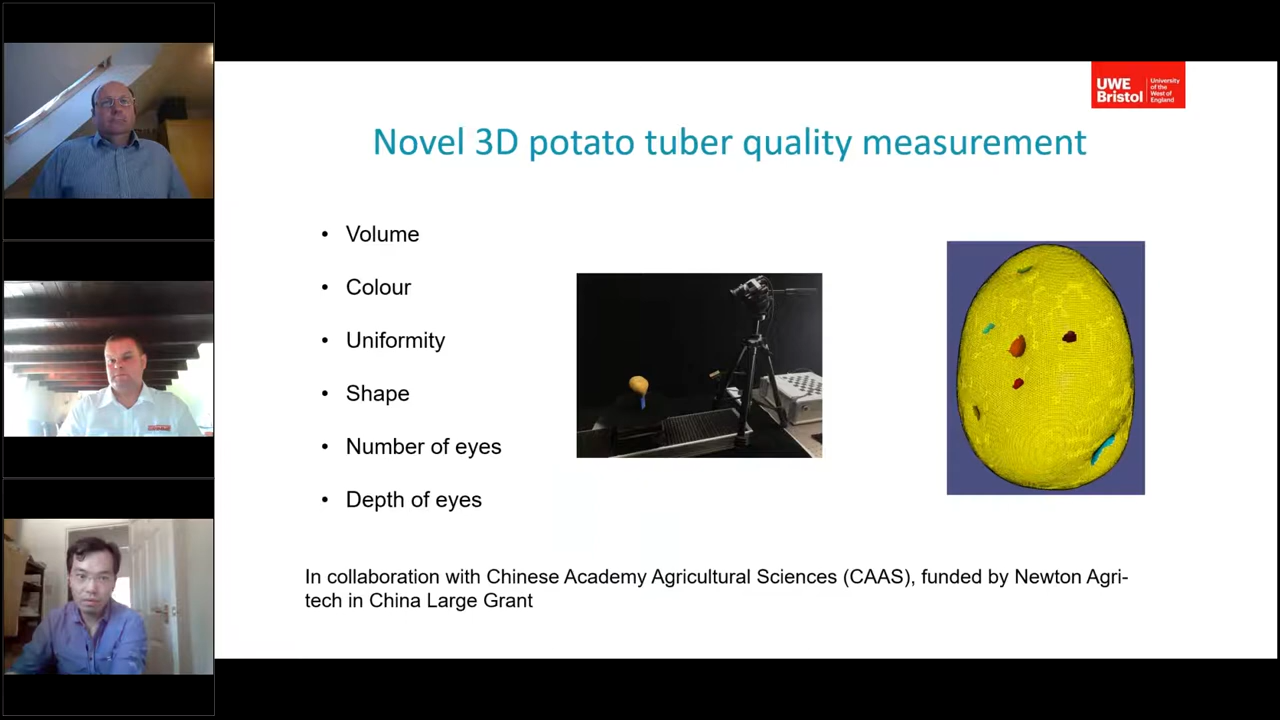 UWE
Bristol
University
of the
West of
England
Novel 3D potato tuber quality measurement
• Volume
• Colour
• Uniformity
• Shape
• Number of eyes
• Depth of eyes
In collaboration with Chinese Academy Agricultural Sciences (CAAS), funded by Newton Agri-
tech in China Large Grant